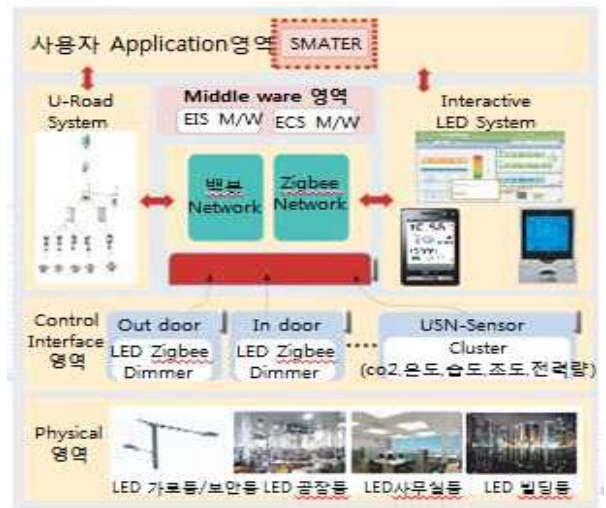 사용자 Application영역 SMATER
U-Road
System
Middle ware 영역
EIS M/W ECS M/W
Interactive
LED System
백본
Network
Zigbee
Network
Control
Interface
영역
Out door
LED Zigbee
Dimmer
In door
LED Zigbee
Dimmer
USN-Sensor
Cluster
(co2.온도.습도.조도.전력량)
Physical
영역
LED 가로등/보안등 LED 공장등 LED사무실등 LED 빌딩등